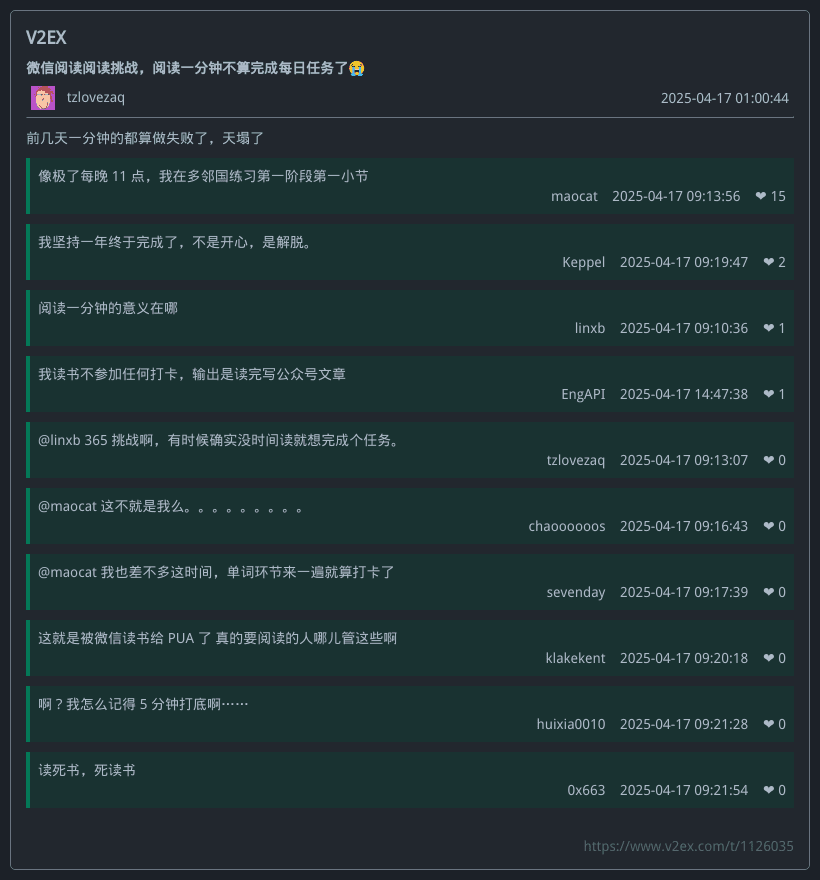 V2EX
微信阅读阅读挑战，阅读一分钟不算完成每日任务了😭
tzlovezaq 2025-04-17 01:00:44
前几天一分钟的都算做失败了，天塌了
像极了每晚 11 点，我在多邻国练习第一阶段第一小节
maocat 2025-04-17 09:13:56 ❤ 15
我坚持一年终于完成了，不是开心，是解脱。
Keppel 2025-04-17 09:19:47 ❤ 2
阅读一分钟的意义在哪
linxb 2025-04-17 09:10:36 ❤ 1
我读书不参加任何打卡，输出是读完写公众号文章
EngAPI 2025-04-17 14:47:38 ❤ 1
@linxb 365 挑战啊，有时候确实没时间读就想完成个任务。
tzlovezaq 2025-04-17 09:13:07 ❤ 0
@maocat 这不就是我么。。。。。。。。。
chaoooooos 2025-04-17 09:16:43 ❤ 0
@maocat 我也差不多这时间，单词环节来一遍就算打卡了
sevenday 2025-04-17 09:17:39 ❤ 0
这就是被微信读书给 PUA 了 真的要阅读的人哪儿管这些啊
klakekent 2025-04-17 09:20:18 ❤ 0
啊？我怎么记得 5 分钟打底啊……
huixia0010 2025-04-17 09:21:28 ❤ 0
读死书，死读书
0x663 2025-04-17 09:21:54 ❤ 0
https://www.v2ex.com/t/1126035